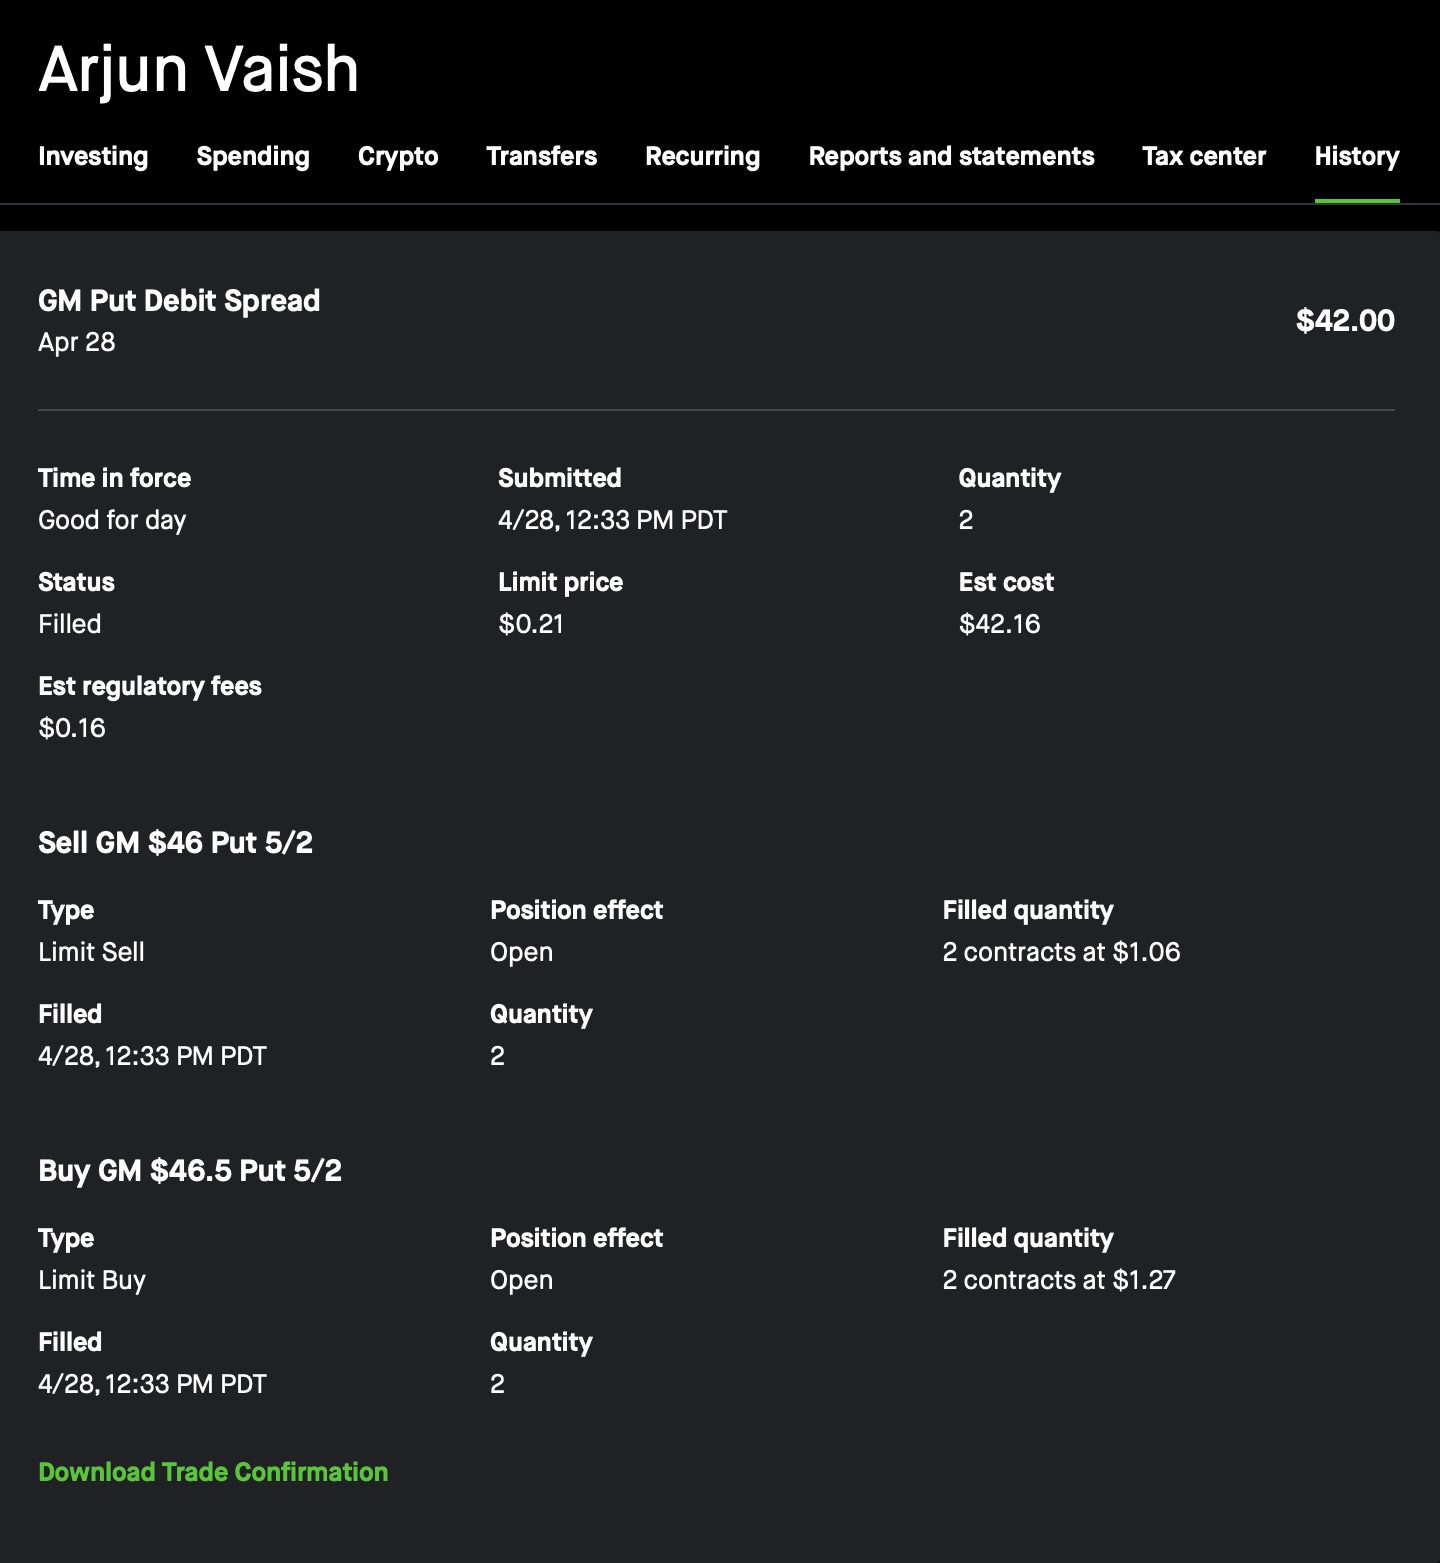 Arjun Vaish
Investing Spending Crypto Transfers Recurring Reports and statements Tax center History
GM Put Debit Spread
Apr 28
$42.00
Time in force Submitted Quantity
Good for day 4/28, 12:33 PM PDT 2
Status Limit price Est cost
Filled $0.21 $42.16
Est regulatory fees
$0.16
Sell GM $46 Put 5/2
Type Position effect Filled quantity
Limit Sell Open 2 contracts at $1.06
Filled Quantity
4/28, 12:33 PM PDT 2
Buy GM $46.5 Put 5/2
Type Position effect Filled quantity
Limit Buy Open 2 contracts at $1.27
Filled Quantity
4/28, 12:33 PM PDT 2
Download Trade Confirmation